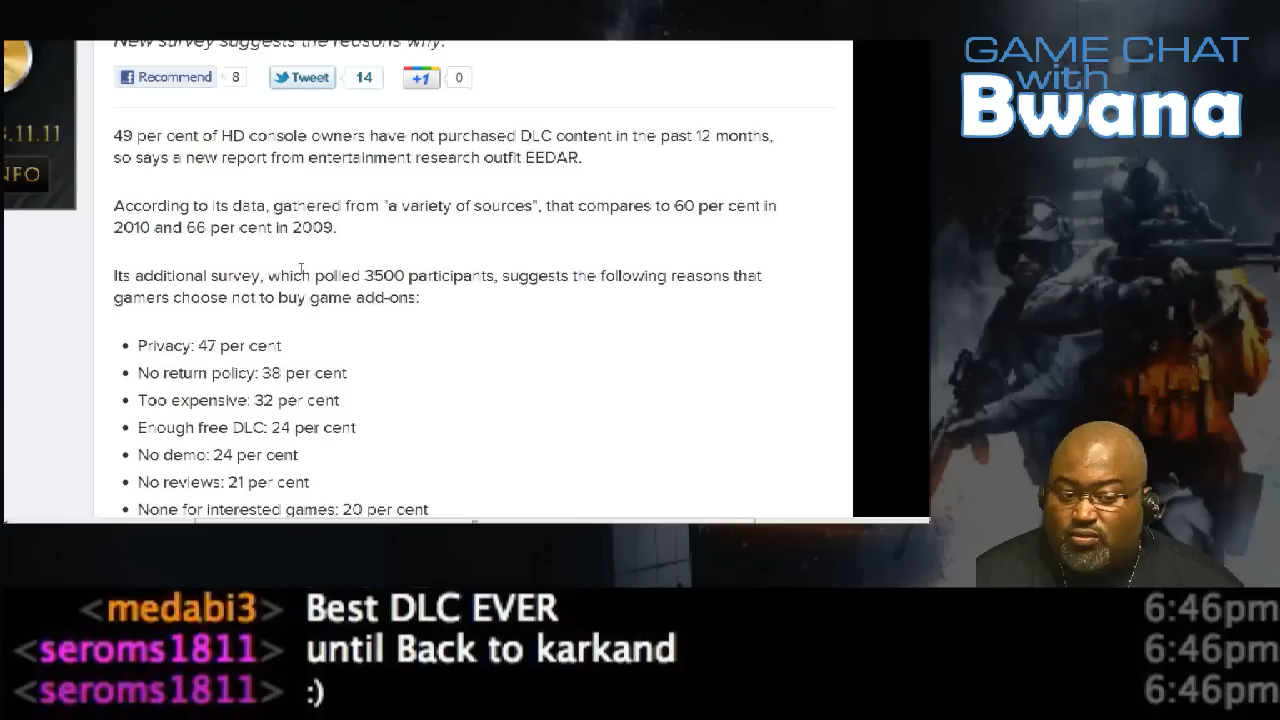 New survey suggests the reasons why.
Recommend 8 Tweet 14 +1 0
GAME CHAT
with
Bwana
.11.11
NFO
49 per cent of HD console owners have not purchased DLC content in the past 12 months,
so says a new report from entertainment research outfit EEDAR.
According to its data, gathered from "a variety of sources", that compares to 60 per cent in
2010 and 66 per cent in 2009.
Its additional survey, which polled 3500 participants, suggests the following reasons that
gamers choose not to buy game add-ons:
• Privacy: 47 per cent
• No return policy: 38 per cent
• Too expensive: 32 per cent
• Enough free DLC: 24 per cent
• No demo: 24 per cent
• No reviews: 21 per cent
• None for interested games: 20 per cent
<medabi3> Best DLC EVER 6:46pm
<seroms1811> until Back to karkand 6:46pm
<seroms1811> :) 6:46pm